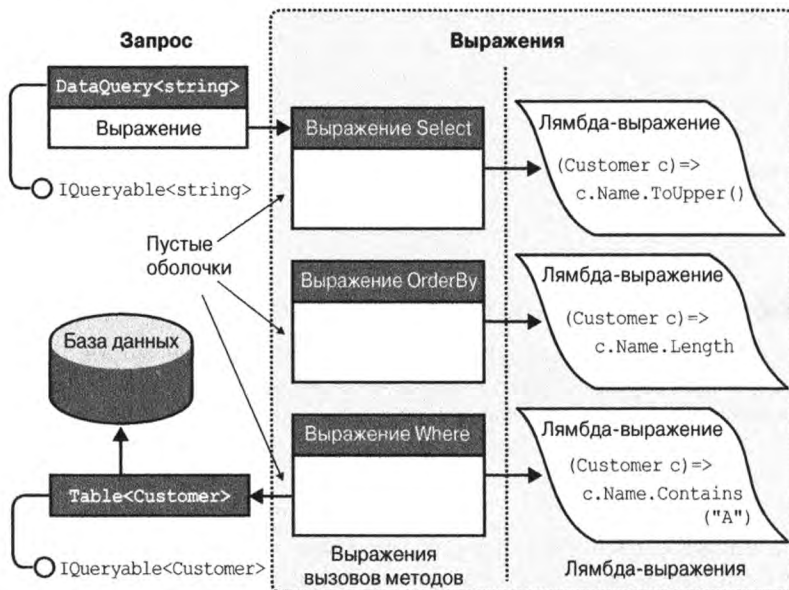 Запрос
Выражения
DataQuery<string>
Выражение
IQueryable<string>
Выражение Select
Лямбда-выражение
(Customer c)=>
c.Name.ToUpper()
Пустые
оболочки
Выражение OrderBy
Лямбда-выражение
(Customer c)=>
c.Name.Length
База данных
Выражение Where
Лямбда-выражение
(Customer c)=>
c.Name.Contains
("A")
Table<Customer>
IQueryable<Customer>
Выражения
вызовов методов
Лямбда-выражения